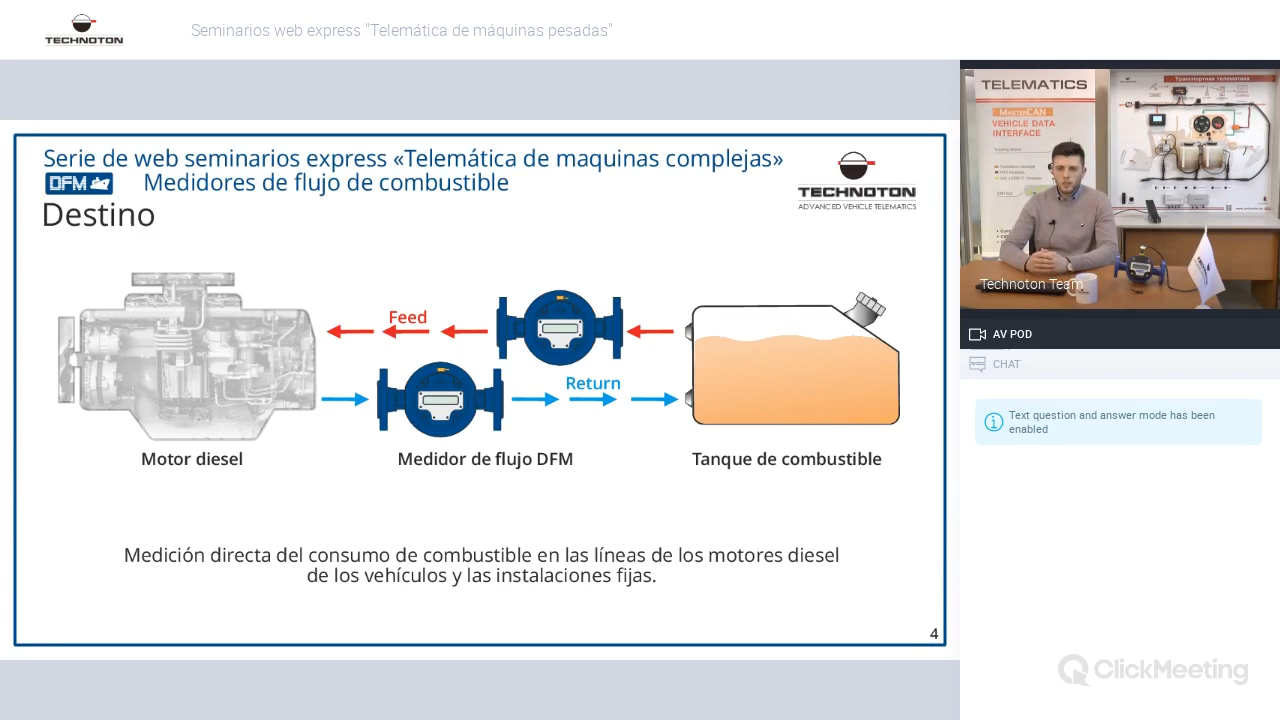 TECHNOTON
Seminarios web express "Telemática de máquinas pesadas"
Serie de web seminarios express «Telemática de maquinas complejas»
DFM
Medidores de flujo de combustible
Destino
TECHNOTON
ADVANCED VEHICLE TELEMATICS
Feed
Return
Motor diesel
Medidor de flujo DFM
Tanque de combustible
Medición directa del consumo de combustible en las líneas de los motores diesel
de los vehículos y las instalaciones fijas.
4
TELEMATICS
MasterCAN
VEHICLE DATA
INTERFACE
Транспортная телематика
Technoton Team
AV POD
CHAT
Text question and answer mode has been
enabled
ClickMeeting